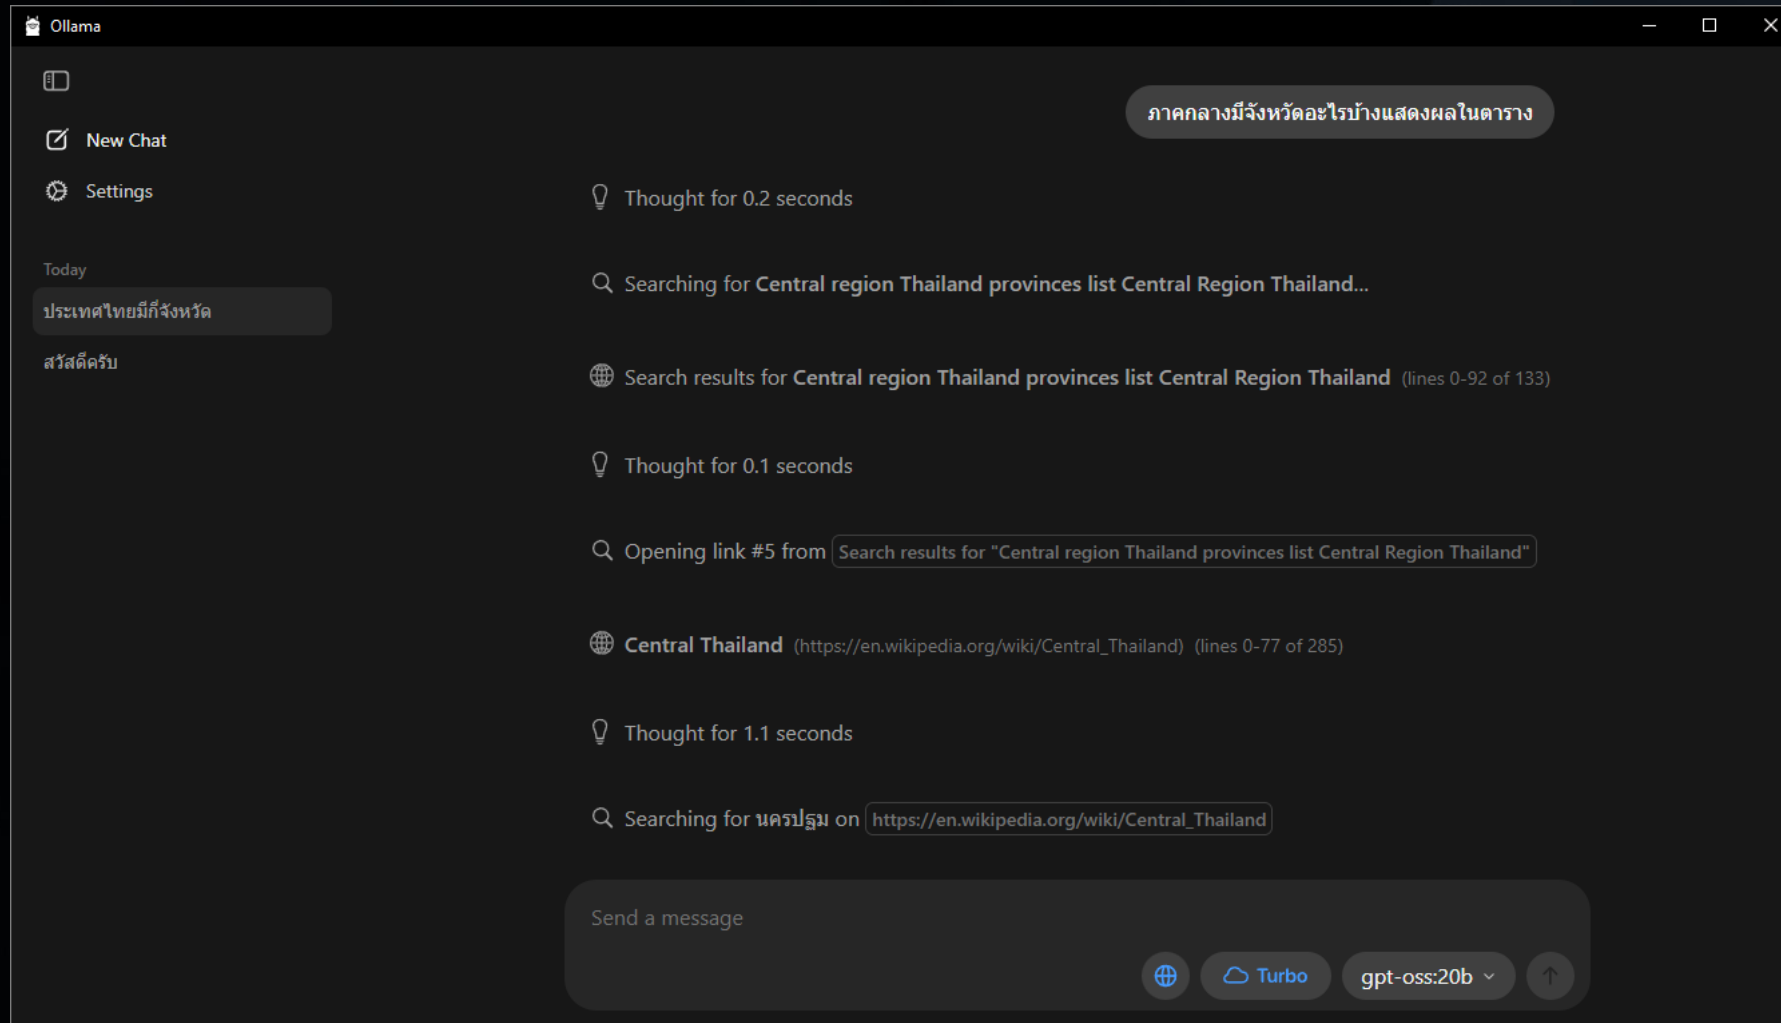 Ollama
New Chat
Settings
Today
ประเทศไทยมีกี่จังหวัด
สวัสดีครับ
ภาคกลางมีจังหวัดอะไรบ้างแสดงผลในตาราง
Thought for 0.2 seconds
Searching for Central region Thailand provinces list Central Region Thailand...
Search results for Central region Thailand provinces list Central Region Thailand (lines 0-92 of 133)
Thought for 0.1 seconds
Opening link #5 from Search results for "Central region Thailand provinces list Central Region Thailand"
Central Thailand (https://en.wikipedia.org/wiki/Central_Thailand) (lines 0-77 of 285)
Thought for 1.1 seconds
Searching for นครปฐม on https://en.wikipedia.org/wiki/Central_Thailand
Send a message
Turbo
gpt-oss:20b